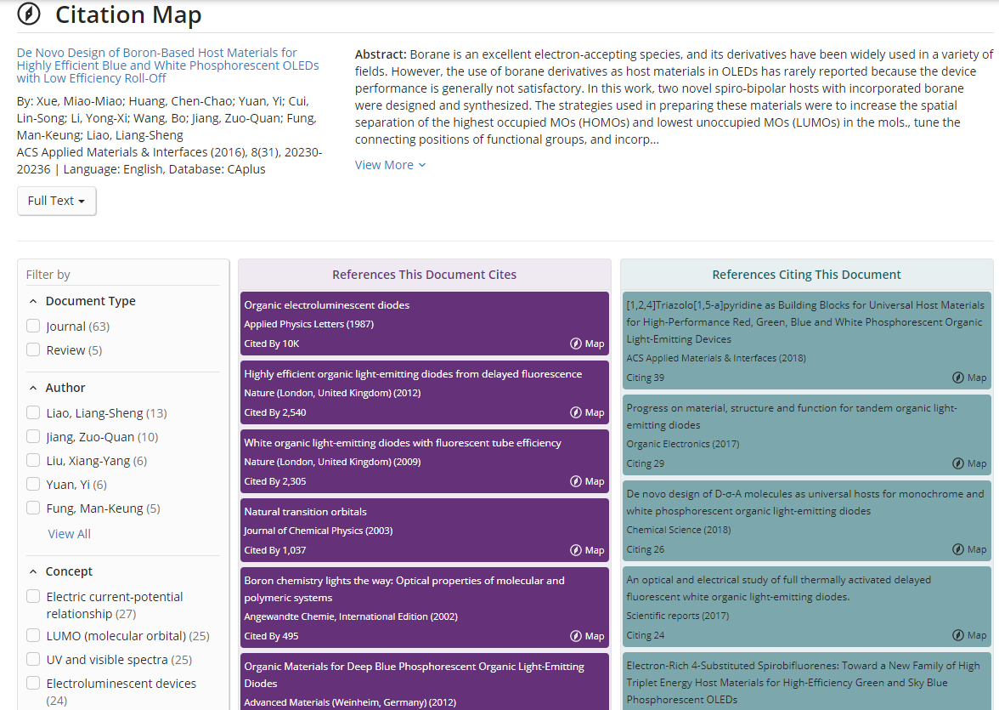 Citation Map
De Novo Design of Boron-Based Host Materials for
Highly Efficient Blue and White Phosphorescent OLEDs
with Low Efficiency Roll-Off
By: Xue, Miao-Miao; Huang, Chen-Chao; Yuan, Yi; Cui,
Lin-Song; Li, Yong-Xi; Wang, Bo; Jiang, Zuo-Quan; Fung,
Man-Keung; Liao, Liang-Sheng
ACS Applied Materials & Interfaces (2016), 8(31), 20230-
20236 | Language: English, Database: CAplus
Full Text
Abstract: Borane is an excellent electron-accepting species, and its derivatives have been widely used in a variety of
fields. However, the use of borane derivatives as host materials in OLEDs has rarely reported because the device
performance is generally not satisfactory. In this work, two novel spiro-bipolar hosts with incorporated borane
were designed and synthesized. The strategies used in preparing these materials were to increase the spatial
separation of the highest occupied MOs (HOMOs) and lowest unoccupied MOs (LUMOs) in the mols., tune the
connecting positions of functional groups, and incorp...
View More
Filter by
Document Type
Journal (63)
Review (5)
Author
Liao, Liang-Sheng (13)
Jiang, Zuo-Quan (10)
Liu, Xiang-Yang (6)
Yuan, Yi (6)
Fung, Man-Keung (5)
View All
Concept
Electric current-potential
relationship (27)
LUMO (molecular orbital) (25)
UV and visible spectra (25)
Electroluminescent devices
(24)
References This Document Cites
Organic electroluminescent diodes
Applied Physics Letters (1987)
Cited By 10K Map
Highly efficient organic light-emitting diodes from delayed fluorescence
Nature (London, United Kingdom) (2012)
Cited By 2,540 Map
White organic light-emitting diodes with fluorescent tube efficiency
Nature (London, United Kingdom) (2009)
Cited By 2,305 Map
Natural transition orbitals
Journal of Chemical Physics (2003)
Cited By 1,037 Map
Boron chemistry lights the way: Optical properties of molecular and
polymeric systems
Angewandte Chemie, International Edition (2002)
Cited By 495 Map
Organic Materials for Deep Blue Phosphorescent Organic Light-Emitting
Diodes
Advanced Materials (Weinheim, Germany) (2012)
References Citing This Document
[1,2,4]Triazolo[1,5-a]pyridine as Building Blocks for Universal Host Materials
for High-Performance Red, Green, Blue and White Phosphorescent Organic
Light-Emitting Devices
ACS Applied Materials & Interfaces (2018)
Citing 39 Map
Progress on material, structure and function for tandem organic light-
emitting diodes
Organic Electronics (2017)
Citing 29 Map
De novo design of D-σ-A molecules as universal hosts for monochrome and
white phosphorescent organic light-emitting diodes
Chemical Science (2018)
Citing 26 Map
An optical and electrical study of full thermally activated delayed
fluorescent white organic light-emitting diodes.
Scientific reports (2017)
Citing 24 Map
Electron-Rich 4-Substituted Spirobifluorenes: Toward a New Family of High
Triplet Energy Host Materials for High-Efficiency Green and Sky Blue
Phosphorescent OLEDs